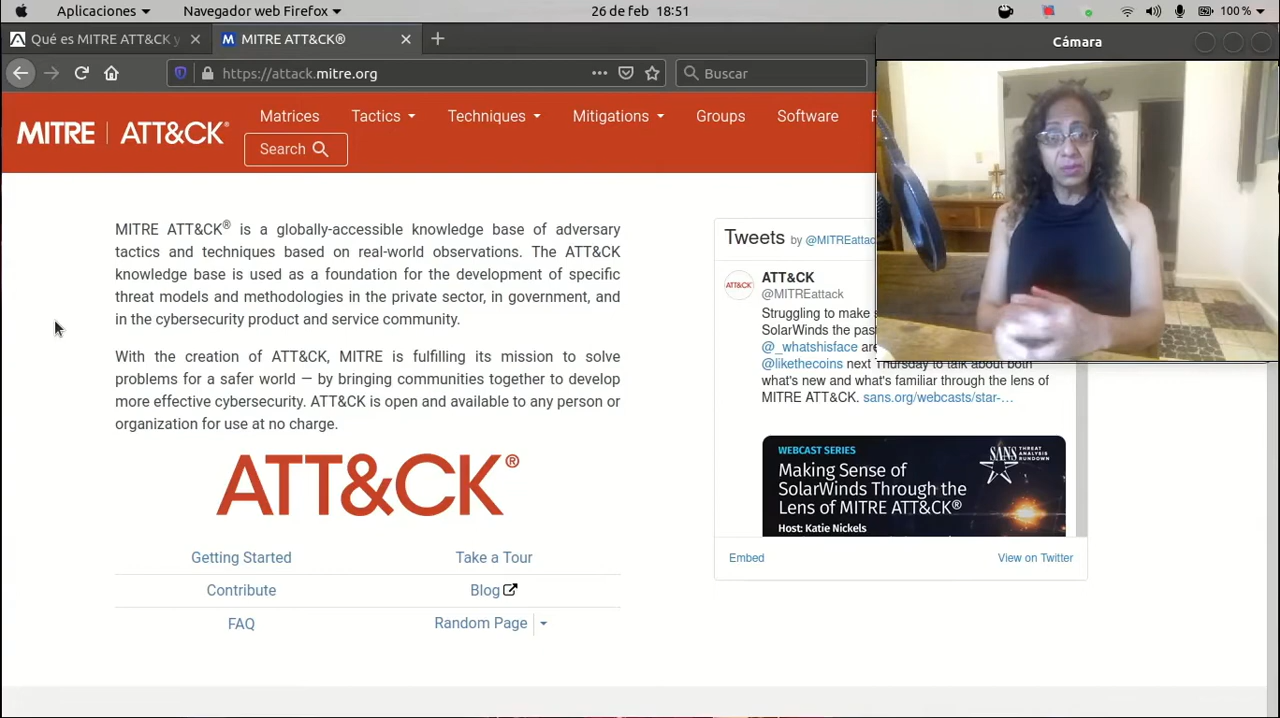 Aplicaciones
Navegador web Firefox
26 de feb 18:51
100 %
Qué es MITRE ATT&CK y
MITRE ATT&CK®
https://attack.mitre.org
Buscar
Cámara
MITRE | ATT&CK®
Matrices
Tactics
Techniques
Mitigations
Groups
Software
Search
MITRE ATT&CK® is a globally-accessible knowledge base of adversary
tactics and techniques based on real-world observations. The ATT&CK
knowledge base is used as a foundation for the development of specific
threat models and methodologies in the private sector, in government, and
in the cybersecurity product and service community.
With the creation of ATT&CK, MITRE is fulfilling its mission to solve
problems for a safer world — by bringing communities together to develop
more effective cybersecurity. ATT&CK is open and available to any person or
organization for use at no charge.
ATT&CK®
Getting Started
Take a Tour
Contribute
Blog
FAQ
Random Page
Tweets by @MITREattac
ATT&CK
ATT&CK
@MITREattack
Struggling to make s
SolarWinds the pas
@_whatshisface are
@likethecoins next Thursday to talk about both
what's new and what's familiar through the lens of
MITRE ATT&CK. sans.org/webcasts/star-…
WEBCAST SERIES
SANS THREAT ANALYSIS RUNDOWN
Making Sense of
SolarWinds Through the
Lens of MITRE ATT&CK®
Host: Katie Nickels
Embed
View on Twitter